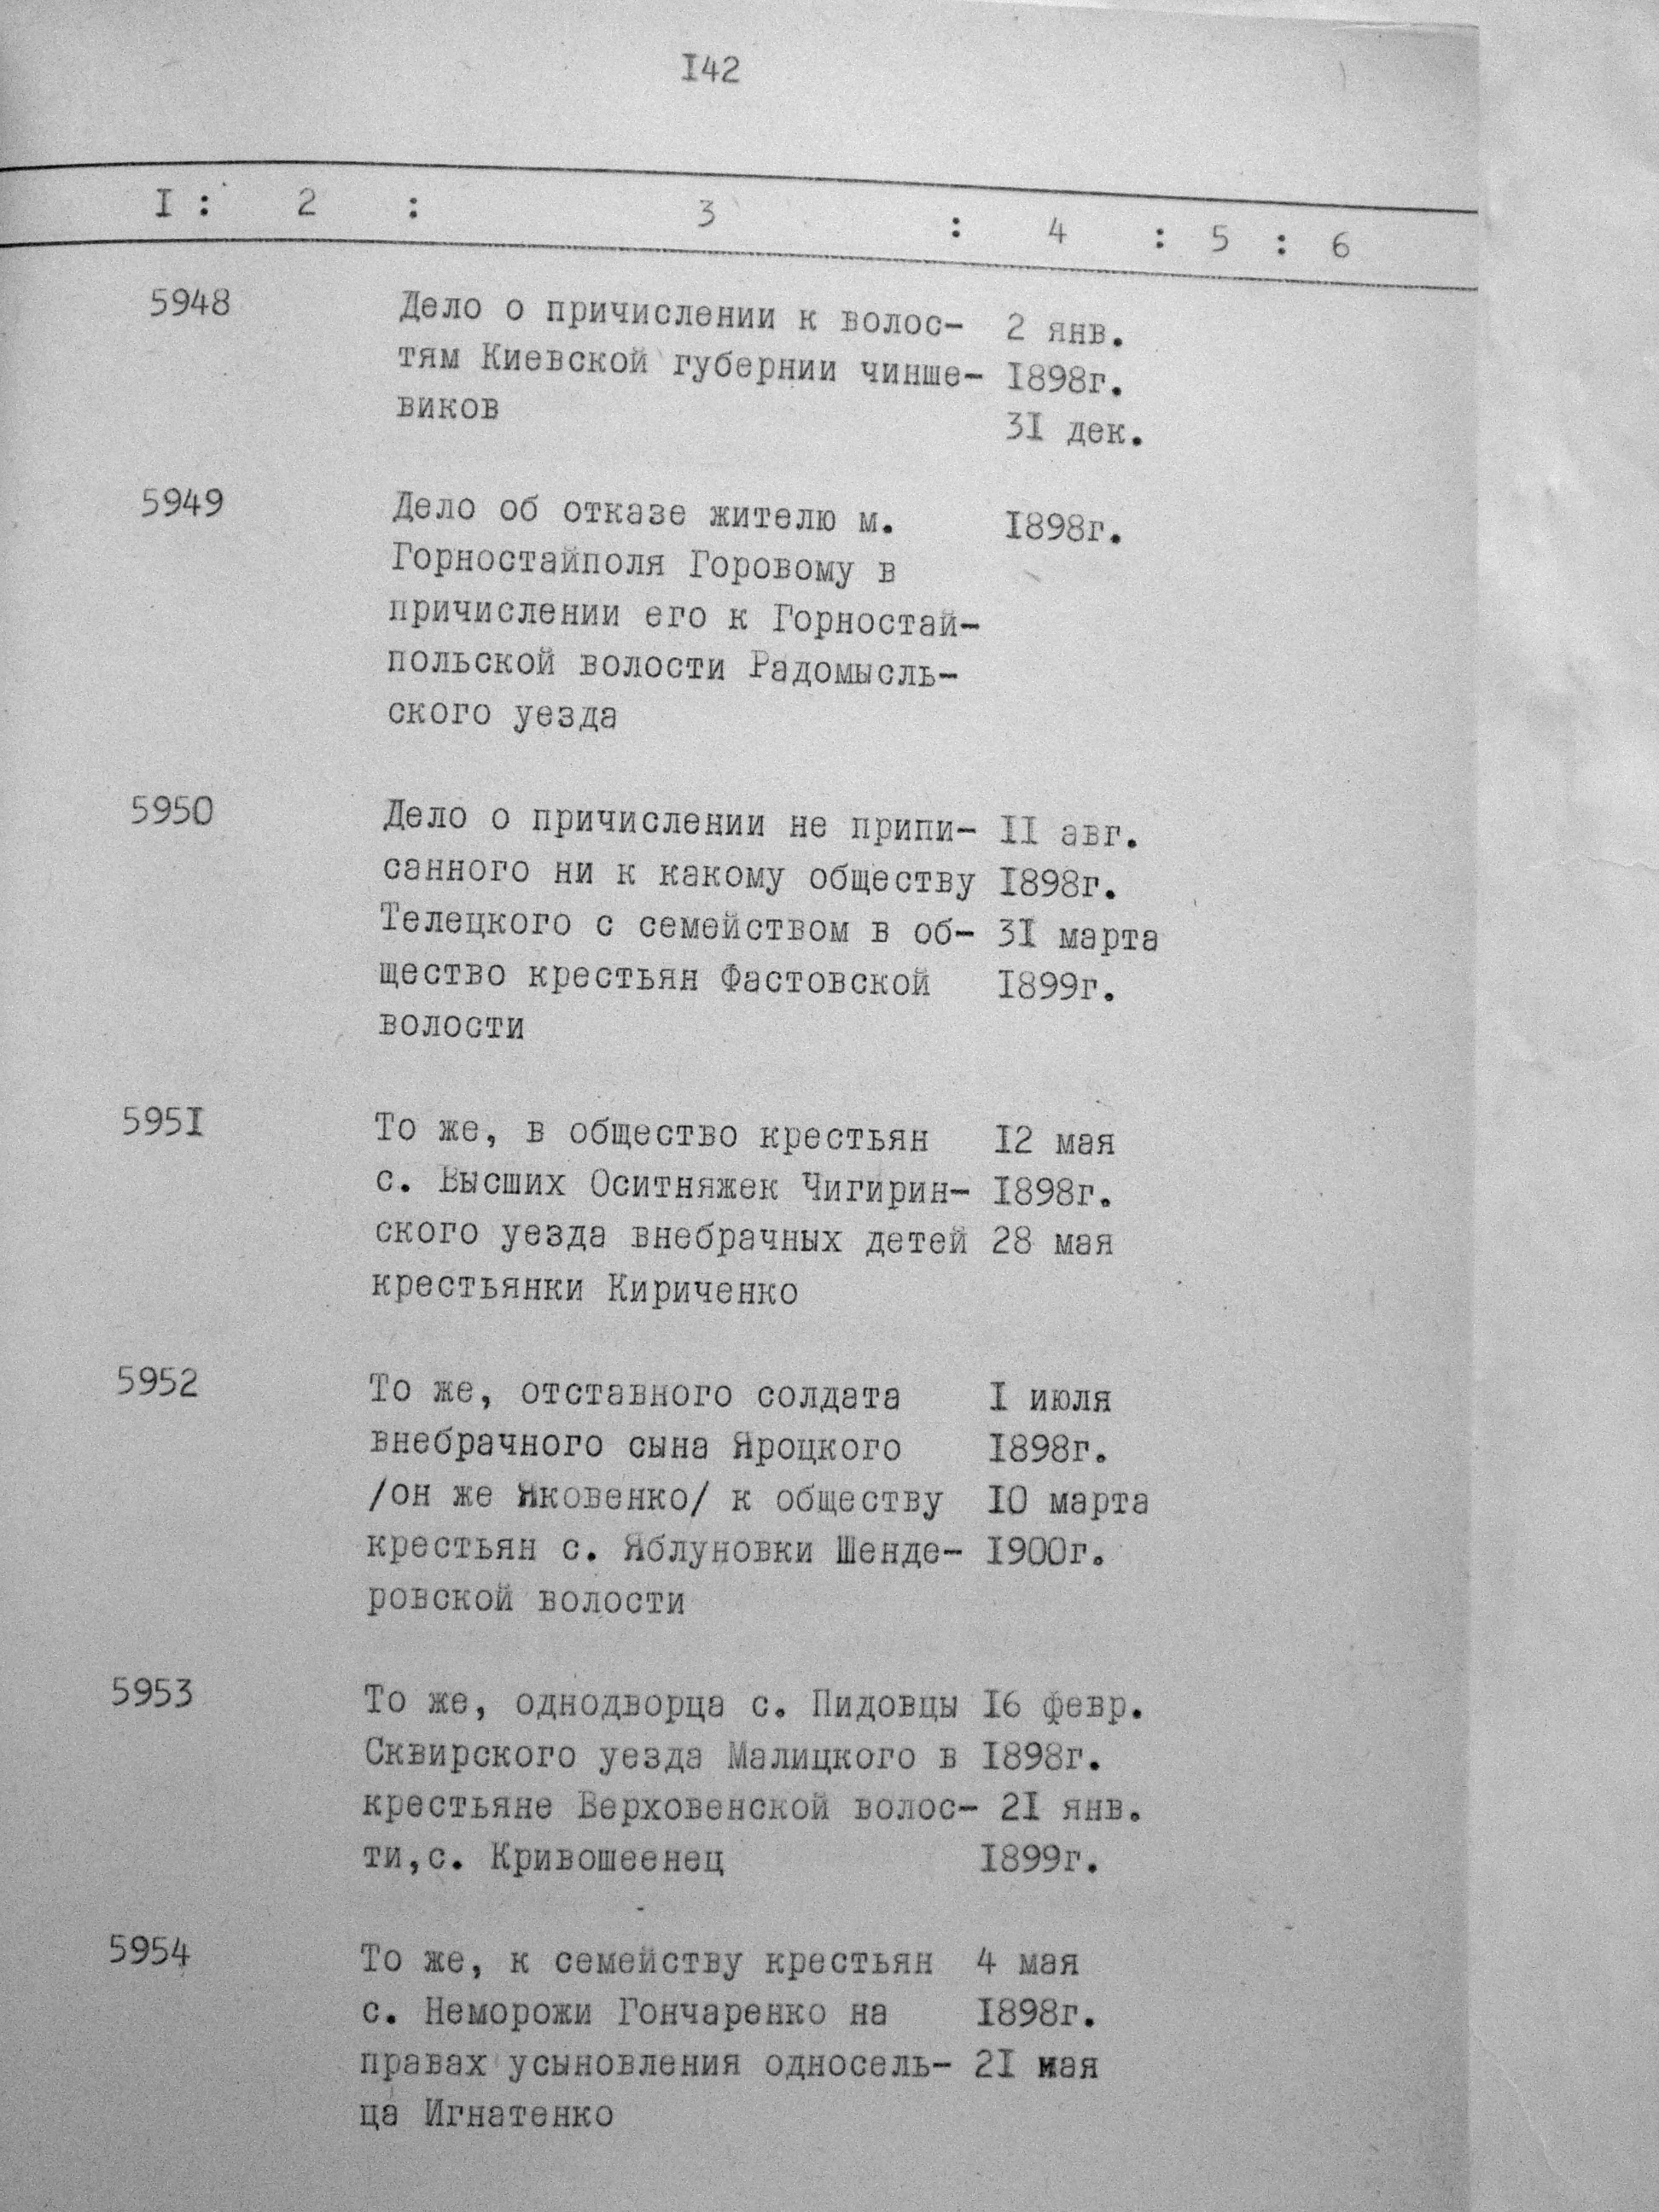 I42
I : 2 : 3 : 4 : 5 : 6
5948 Дело о причислении к волос- 2 янв.
тям Киевской губернии чинше- I898г.
виков 3I дек.
5949 Дело об отказе жителю м. I898г.
Горностайполя Горовому в
причислении его к Горностай-
польской волости Радомысль-
ского уезда
5950 Дело о причислении не припи- II авг.
санного ни к какому обществу I898г.
Телецкого с семейством в об- 3I марта
щество крестьян Фастовской I899г.
волости
595I То же, в общество крестьян I2 мая
с. Высших Оситняжек Чигирин- I898г.
ского уезда внебрачных детей 28 мая
крестьянки Кириченко
5952 То же, отставного солдата I июля
внебрачного сына Яроцкого I898г.
/он же Яковенко/ к обществу IO марта
крестьян с. Яблуновки Шенде- I900г.
ровской волости
5953 То же, однодворца с. Пидовцы I6 февр.
Сквирского уезда Малицкого в I898г.
крестьяне Верховенской волос- 2I янв.
ти,с. Кривошеенец I899г.
5954 То же, к семейству крестьян 4 мая
с. Неморожи Гончаренко на I898г.
правах усыновления односель- 2I мая
ца Игнатенко